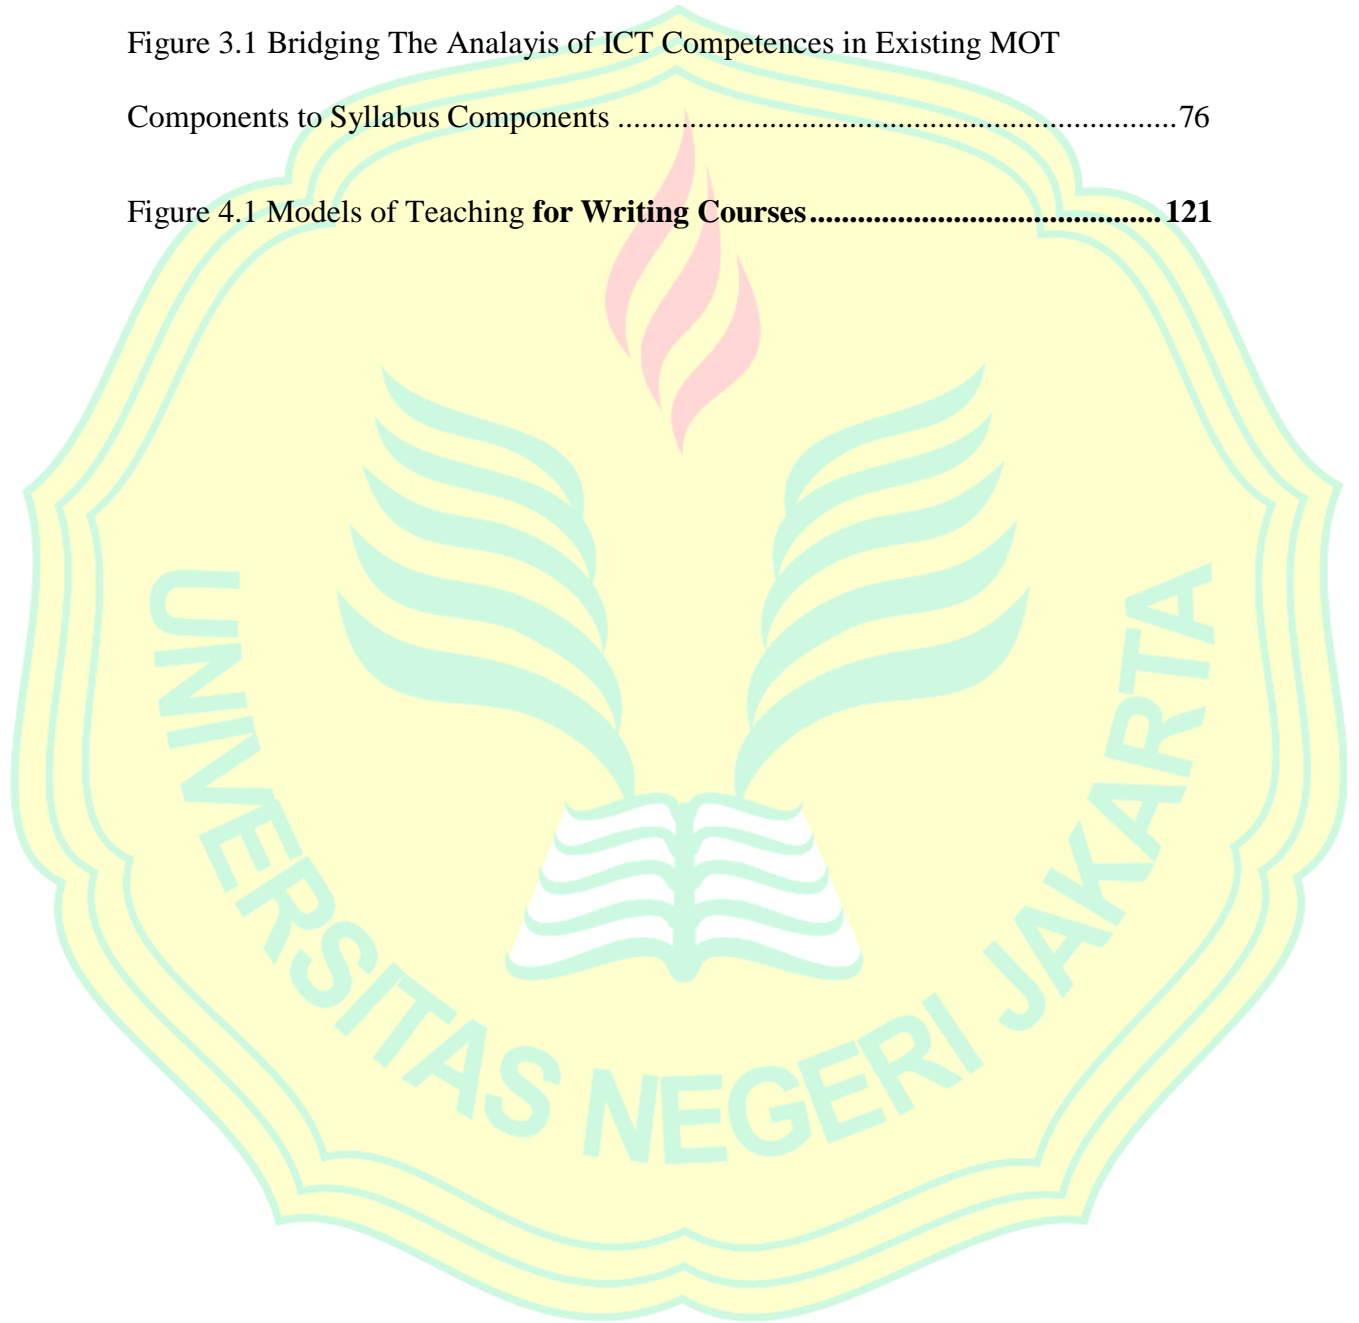 Figure 3.1 Bridging The Analayis of ICT Competences in Existing MOT
Components to Syllabus Components ......................................................................76
Figure 4.1 Models of Teaching for Writing Courses............................................121
UNIVERSITAS NEGERI JAKARTA